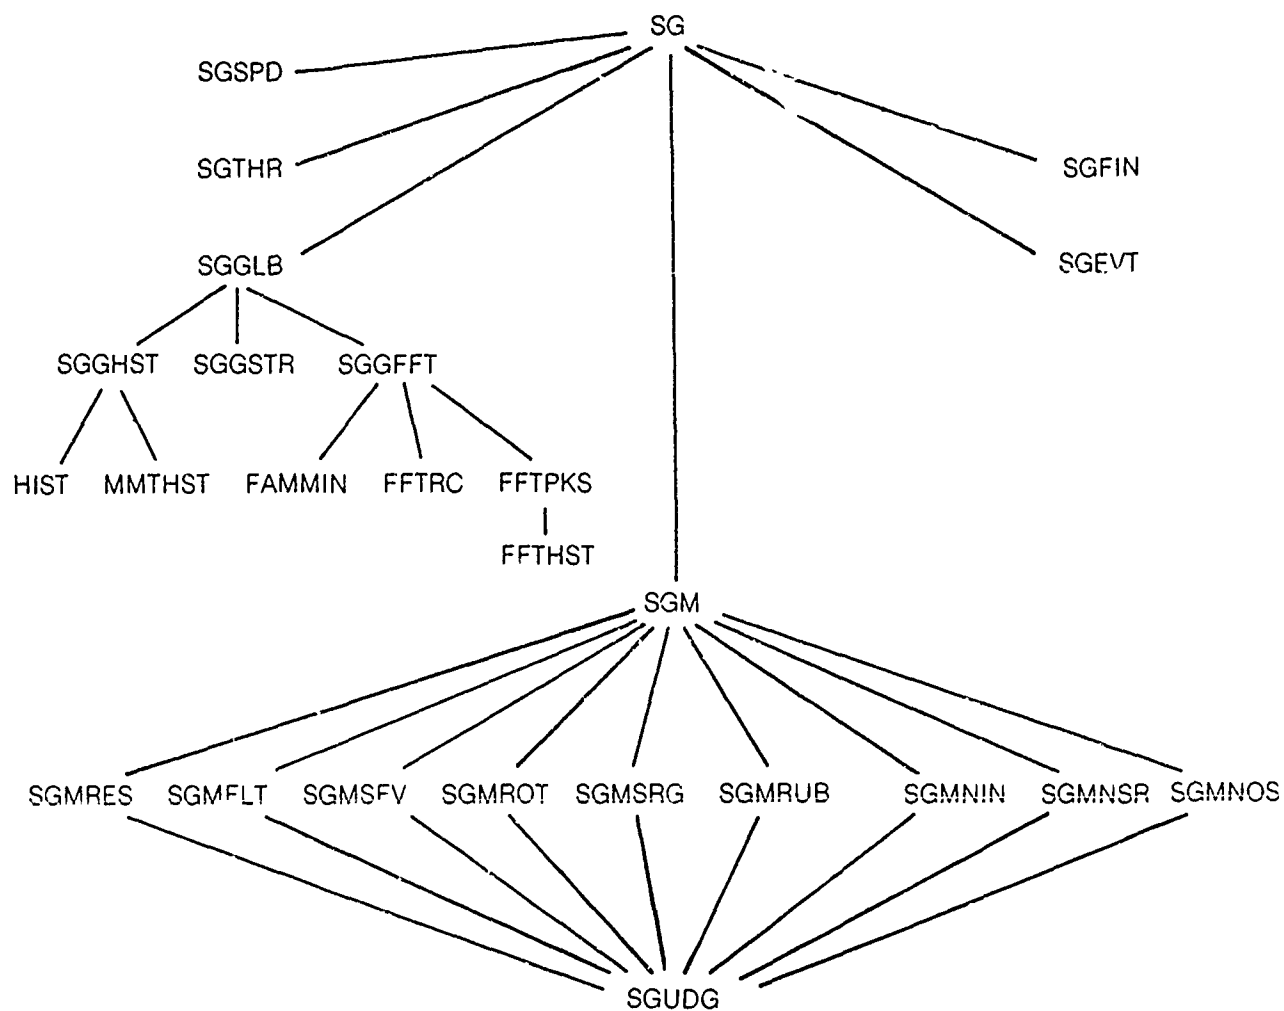 SG
SGSPD
SGTHR SGFIN
SGGLB SGEVT
SGGHST SGGSTR SGGFFT
HIST MMTHST FAMMIN FFTRC FFTPKS
FFTHST
SGM
SGMRES SGMFLT SGMSFV SGMROT SGMSRG SGMRUB SGMNIN SGMNSR SGMNOS
SGUDG